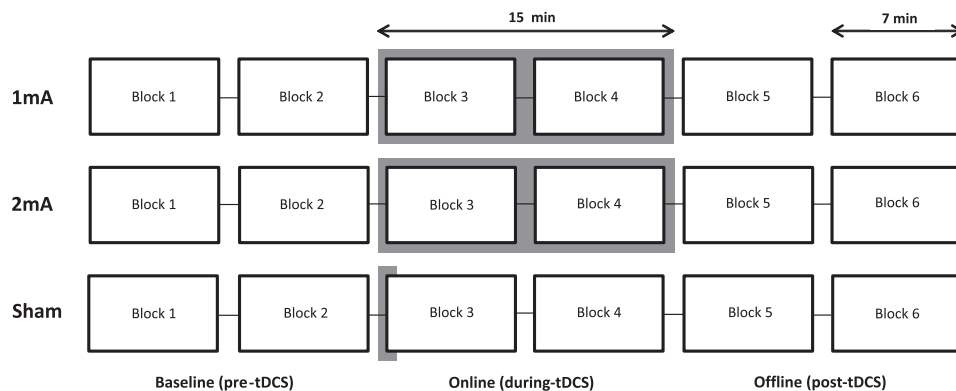 15 min
7 min
1mA
Block 1
Block 2
Block 3
Block 4
Block 5
Block 6
2mA
Block 1
Block 2
Block 3
Block 4
Block 5
Block 6
Sham
Block 1
Block 2
Block 3
Block 4
Block 5
Block 6
Baseline (pre-tDCS)
Online (during-tDCS)
Offline (post-tDCS)